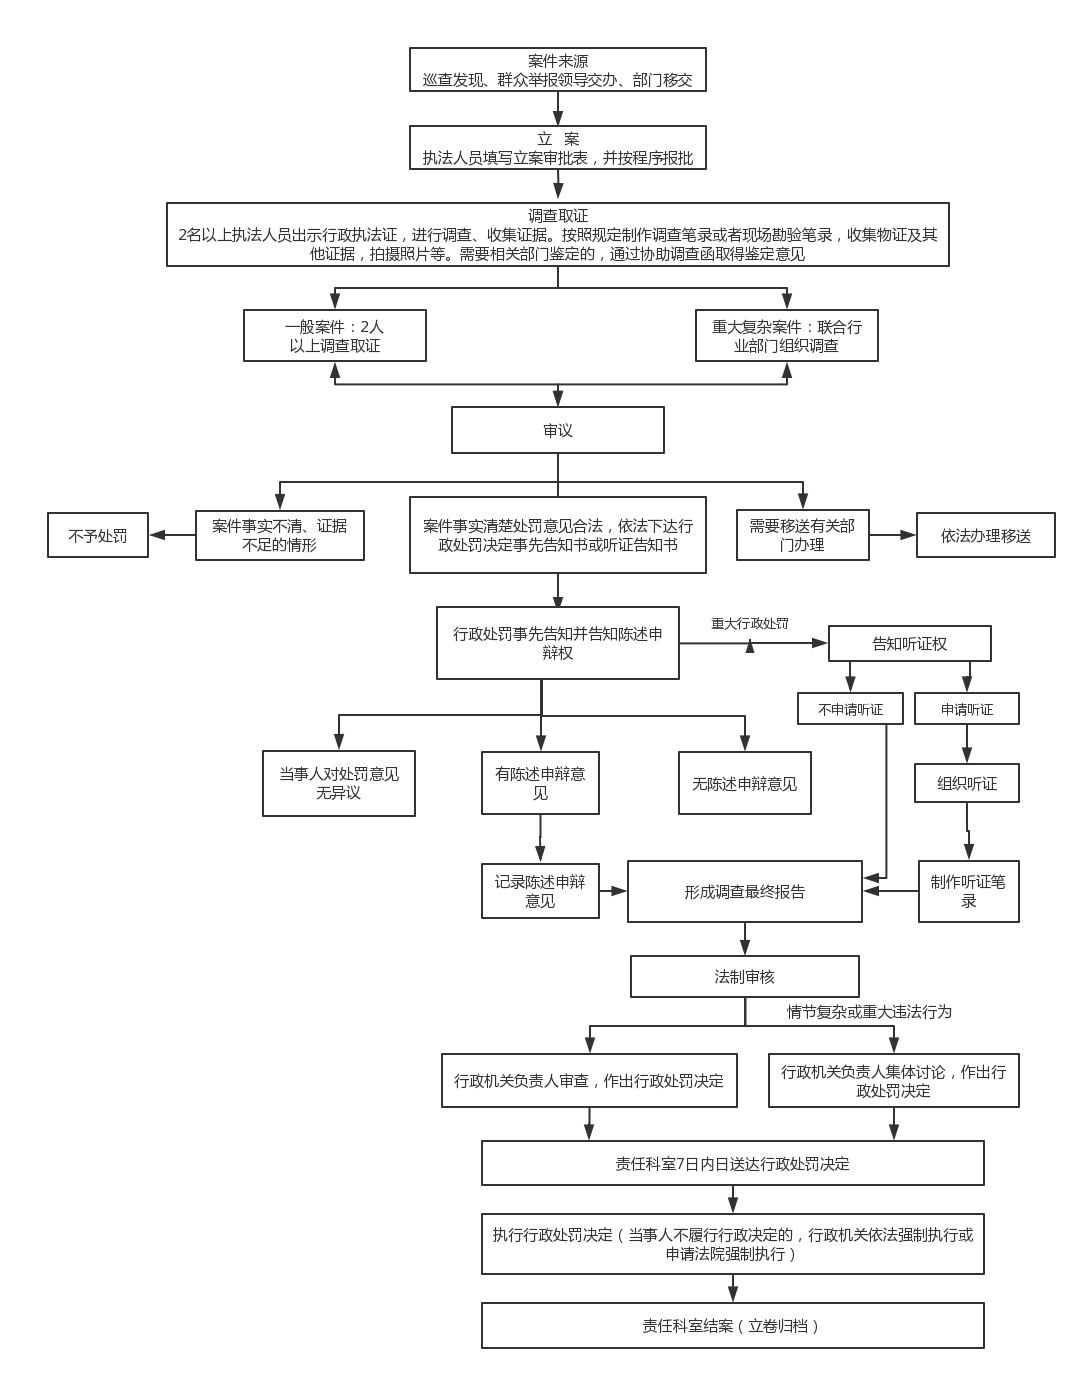 案件来源
巡查发现、群众举报领导交办、部门移交
立 案
执法人员填写立案审批表，并按程序报批
调查取证
2名以上执法人员出示行政执法证，进行调查、收集证据。按照规定制作调查笔录或者现场勘验笔录，收集物证及其
他证据，拍摄照片等。需要相关部门鉴定的，通过协助调查函取得鉴定意见
一般案件：2人
以上调查取证
重大复杂案件：联合行
业部门组织调查
审议
不予处罚
案件事实不清、证据
不足的情形
案件事实清楚处罚意见合法，依法下达行
政处罚决定事先告知书或听证告知书
需要移送有关部
门办理
依法办理移送
行政处罚事先告知并告知陈述申
辩权
重大行政处罚
告知听证权
不申请听证
申请听证
当事人对处罚意见
无异议
有陈述申辩意
见
无陈述申辩意见
组织听证
记录陈述申辩
意见
形成调查最终报告
制作听证笔
录
法制审核
情节复杂或重大违法行为
行政机关负责人审查，作出行政处罚决定
行政机关负责人集体讨论，作出行
政处罚决定
责任科室7日内日送达行政处罚决定
执行行政处罚决定（当事人不履行行政决定的，行政机关依法强制执行或
申请法院强制执行）
责任科室结案（立卷归档）